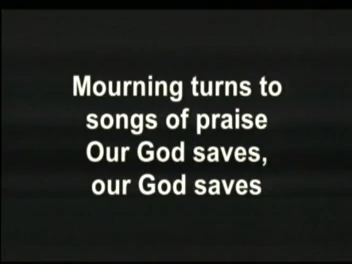 Mourning turns to
songs of praise
Our God saves,
our God saves